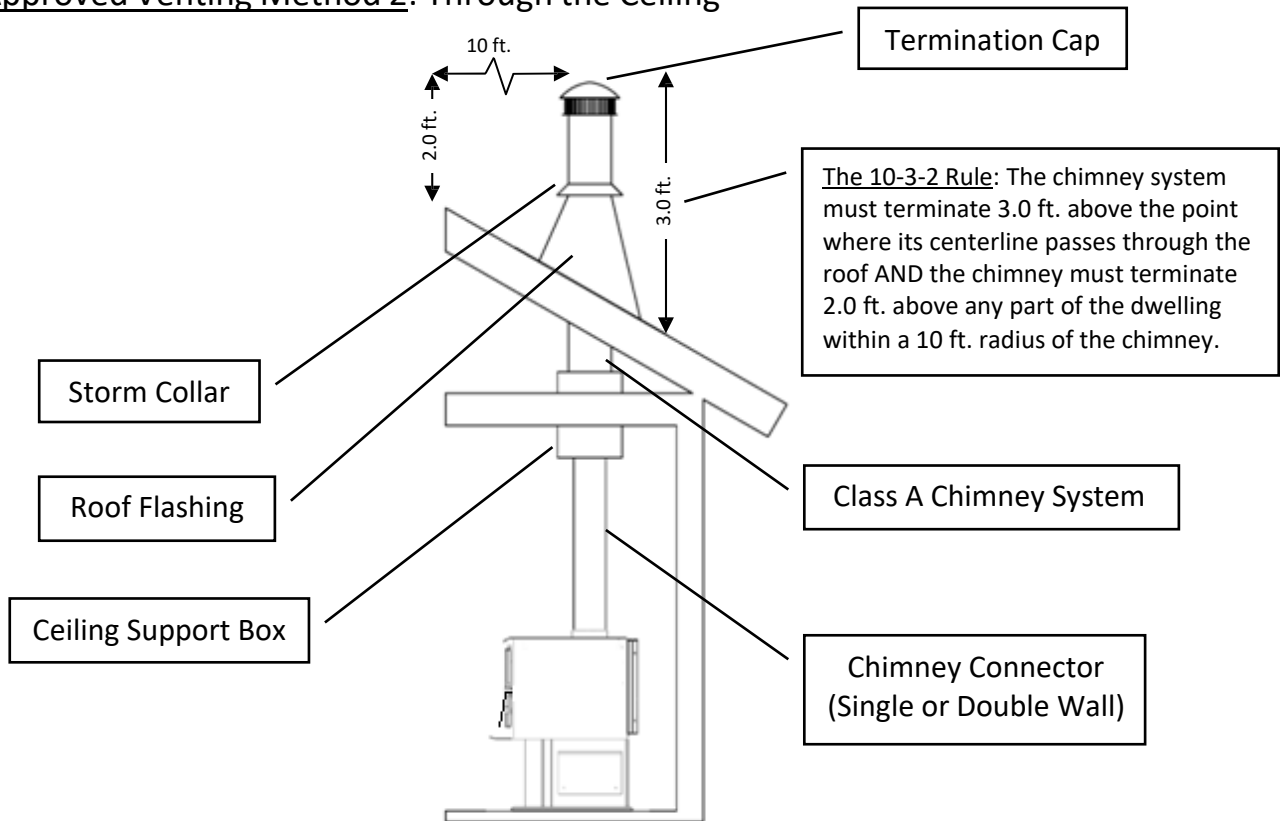 Approved Venting Method 2: Through the Ceiling
10 ft.
Termination Cap
2.0 ft.
3.0 ft.
The 10-3-2 Rule: The chimney system
must terminate 3.0 ft. above the point
where its centerline passes through the
roof AND the chimney must terminate
2.0 ft. above any part of the dwelling
within a 10 ft. radius of the chimney.
Storm Collar
Roof Flashing
Class A Chimney System
Ceiling Support Box
Chimney Connector
(Single or Double Wall)